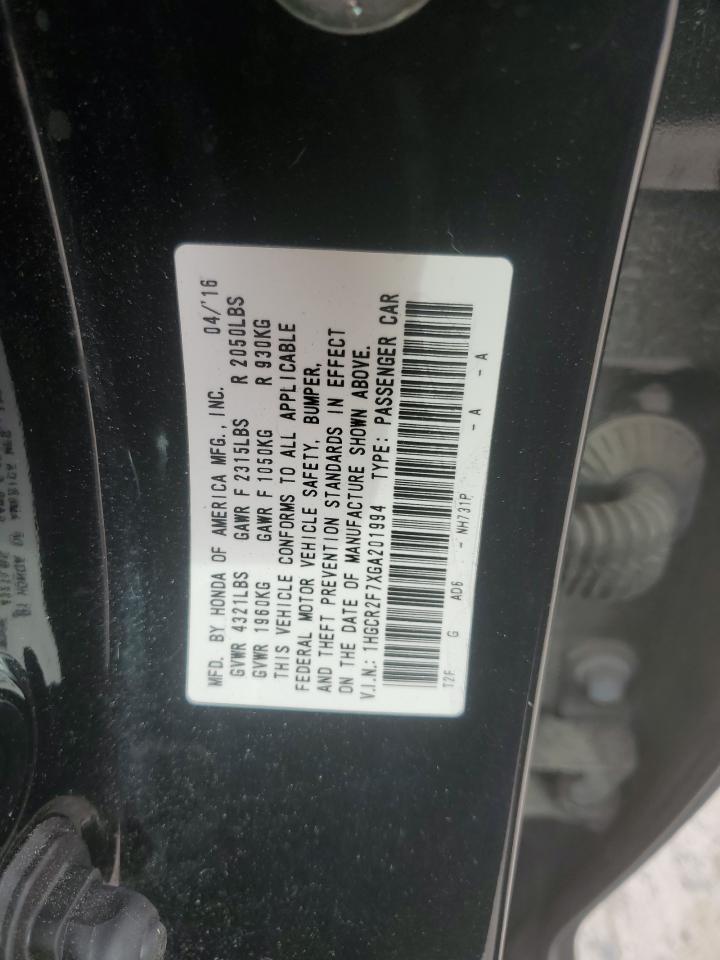 MFD. BY HONDA OF AMERICA MFG., INC. 04/'16
GVWR 4321LBS GAWR F 2315LBS R 2050LBS
GVWR 1960KG GAWR F 1050KG R 930KG
THIS VEHICLE CONFORMS TO ALL APPLICABLE
FEDERAL MOTOR VEHICLE SAFETY, BUMPER,
AND THEFT PREVENTION STANDARDS IN EFFECT
ON THE DATE OF MANUFACTURE SHOWN ABOVE.
V.I.N.: 1HGCR2F7XGA201994 TYPE: PASSENGER CAR
T2F G AD6 - NH731P - A - A